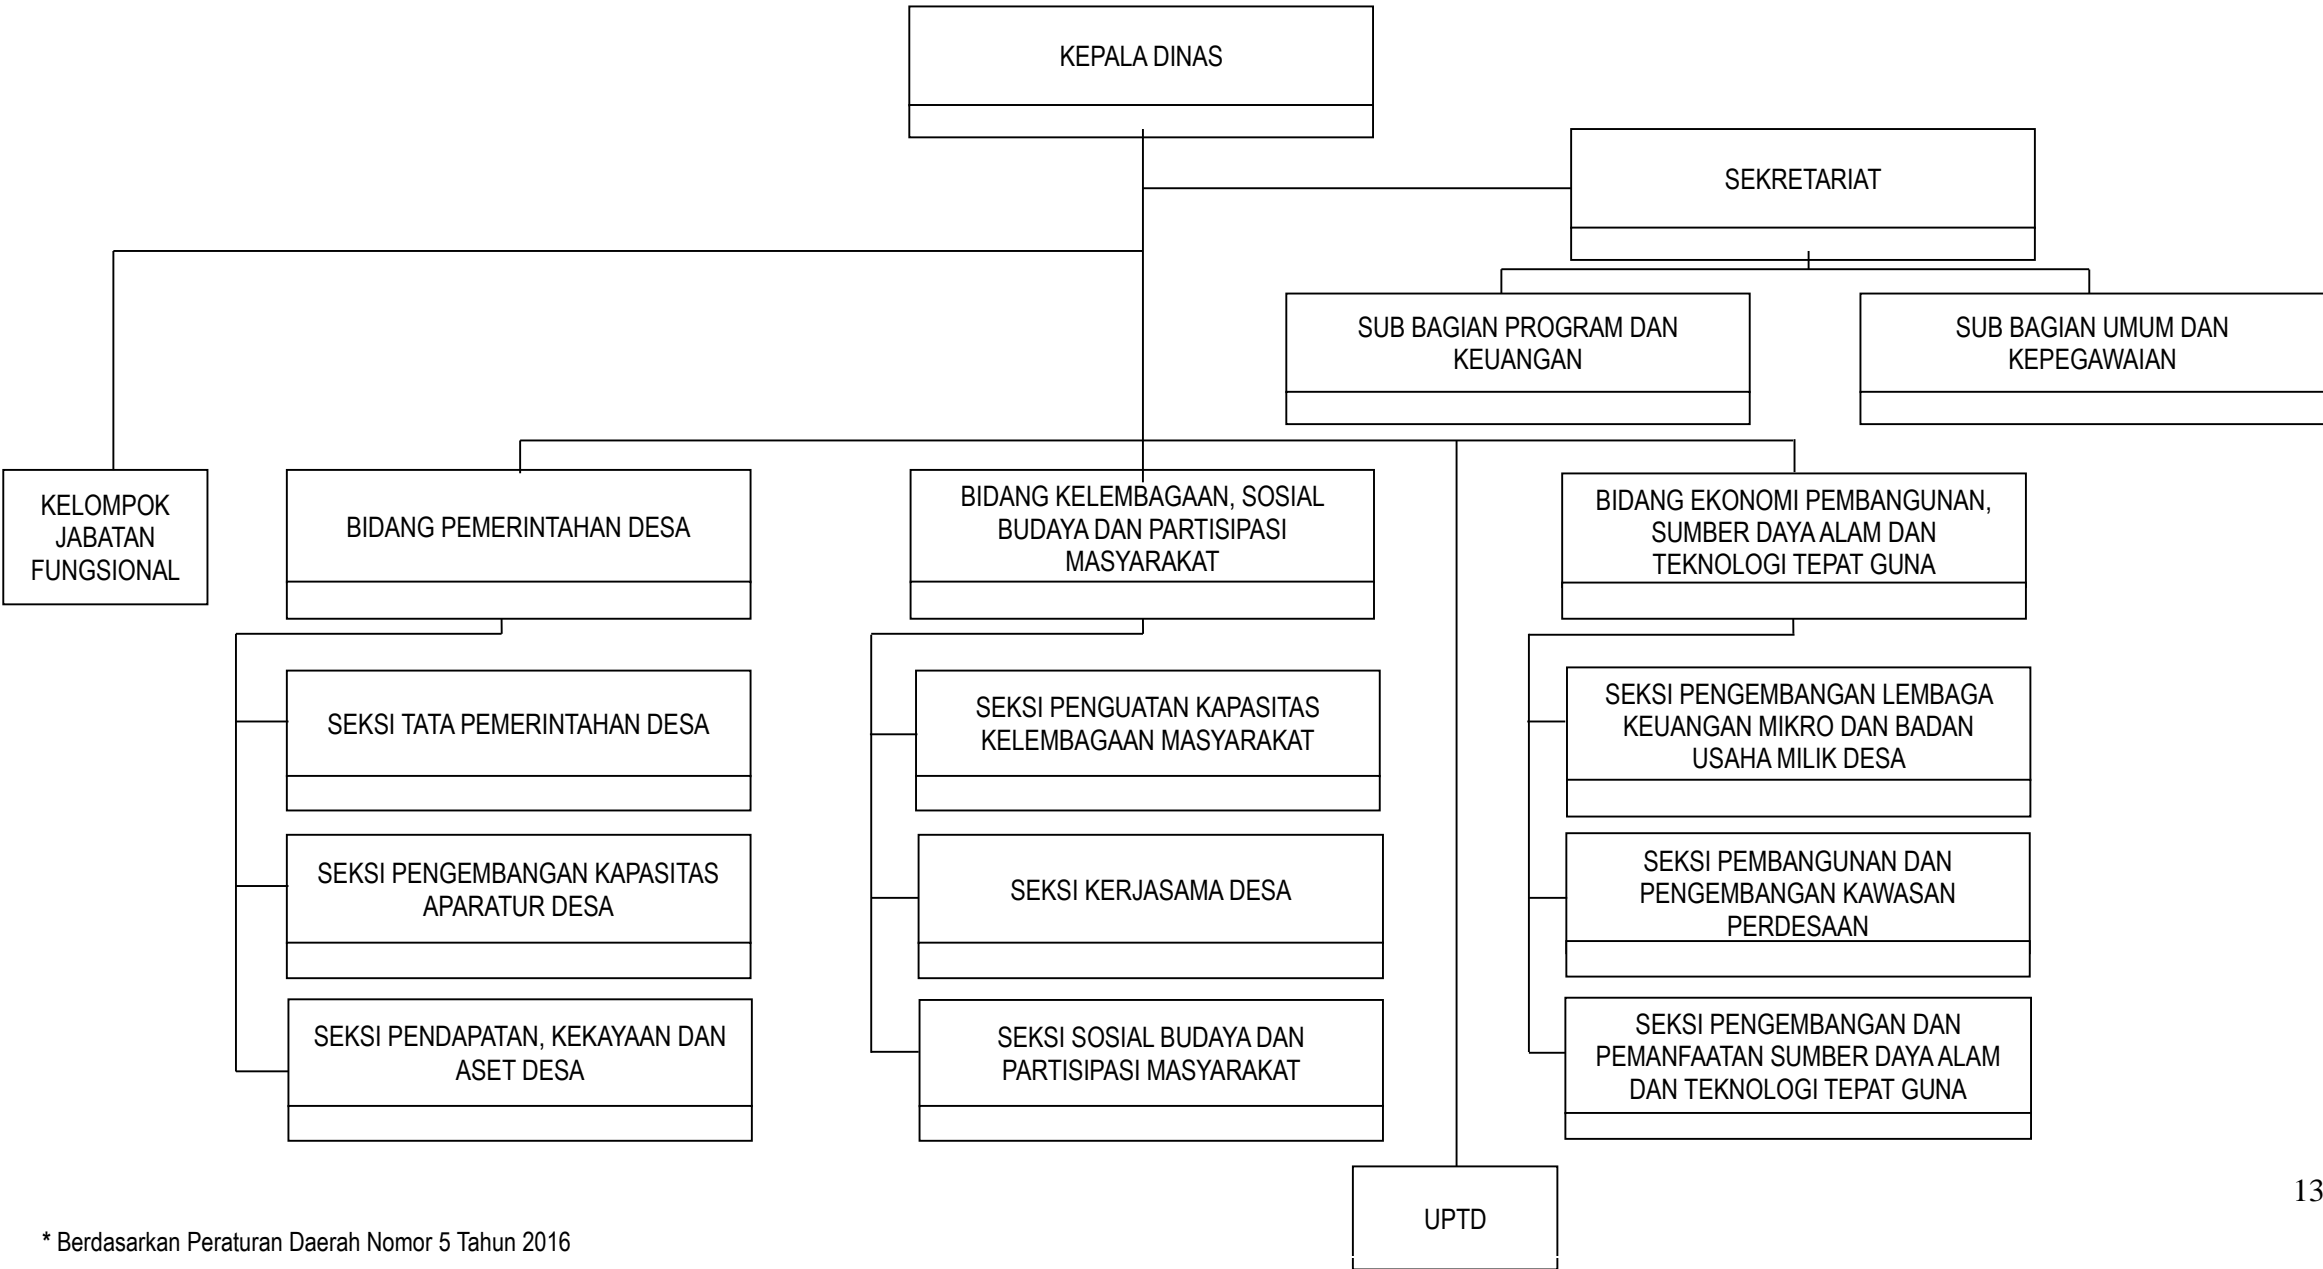 KEPALA DINAS
SEKRETARIAT
SUB BAGIAN PROGRAM DAN
KEUANGAN
SUB BAGIAN UMUM DAN
KEPEGAWAIAN
KELOMPOK
JABATAN
FUNGSIONAL
BIDANG PEMERINTAHAN DESA
BIDANG KELEMBAGAAN, SOSIAL
BUDAYA DAN PARTISIPASI
MASYARAKAT
BIDANG EKONOMI PEMBANGUNAN,
SUMBER DAYA ALAM DAN
TEKNOLOGI TEPAT GUNA
SEKSI TATA PEMERINTAHAN DESA
SEKSI PENGUATAN KAPASITAS
KELEMBAGAAN MASYARAKAT
SEKSI PENGEMBANGAN LEMBAGA
KEUANGAN MIKRO DAN BADAN
USAHA MILIK DESA
SEKSI PENGEMBANGAN KAPASITAS
APARATUR DESA
SEKSI KERJASAMA DESA
SEKSI PEMBANGUNAN DAN
PENGEMBANGAN KAWASAN
PERDESAAN
SEKSI PENDAPATAN, KEKAYAAN DAN
ASET DESA
SEKSI SOSIAL BUDAYA DAN
PARTISIPASI MASYARAKAT
SEKSI PENGEMBANGAN DAN
PEMANFAATAN SUMBER DAYA ALAM
DAN TEKNOLOGI TEPAT GUNA
UPTD
13
* Berdasarkan Peraturan Daerah Nomor 5 Tahun 2016